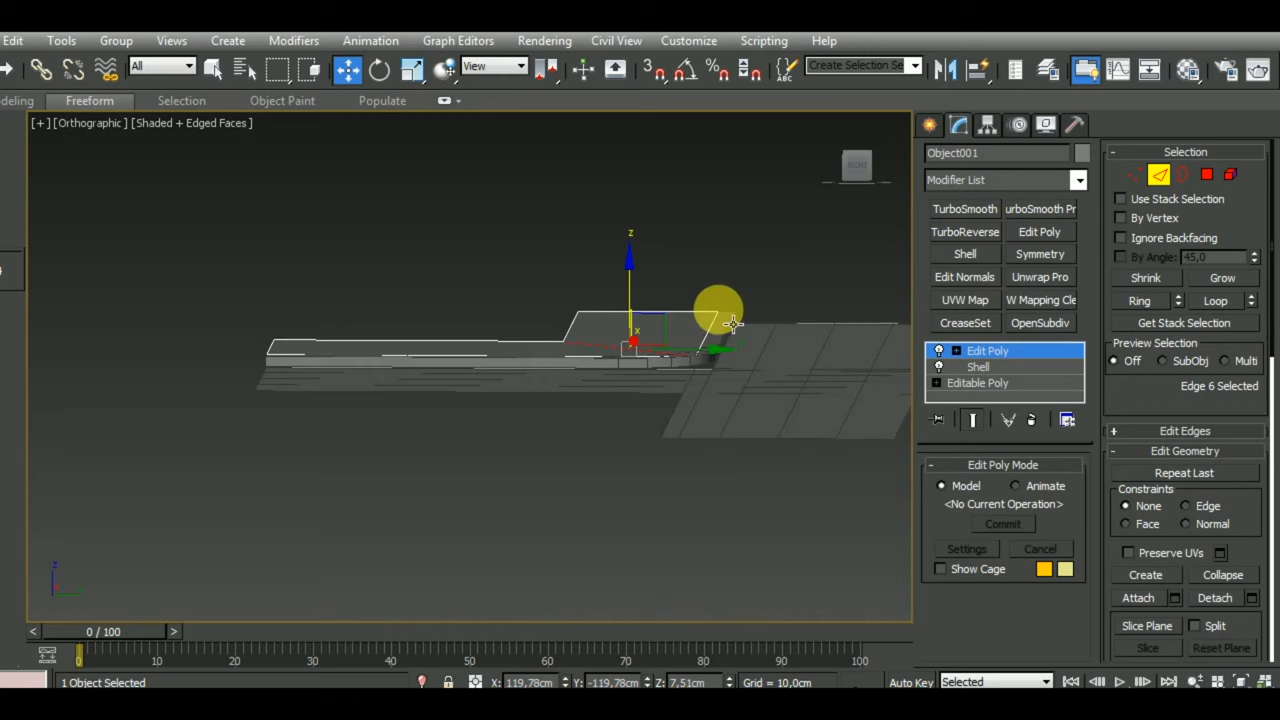 Edit Tools Group Views Create Modifiers Animation Graph Editors Rendering Civil View Customize Scripting Help
All View 3 ABC Create Selection Se
deling Freeform Selection Object Paint Populate
[+] [Orthographic] [Shaded + Edged Faces]
z
x
z
Object001
Modifier List
TurboSmooth urboSmooth Pr
TurboReverse Edit Poly
Shell Symmetry
Edit Normals Unwrap Pro
UVW Map W Mapping Cle
CreaseSet OpenSubdiv
Edit Poly
Shell
Editable Poly
- Edit Poly Mode
Model Animate
<No Current Operation>
Commit
Settings Cancel
Show Cage
- Selection
Use Stack Selection
By Vertex
Ignore Backfacing
By Angle: 45,0
Shrink Grow
Ring Loop
Get Stack Selection
Preview Selection
Off SubObj Multi
Edge 6 Selected
+ Edit Edges
- Edit Geometry
Repeat Last
Constraints
None Edge
Face Normal
Preserve UVs
Create Collapse
Attach Detach
Slice Plane Split
Slice Reset Plane
< 0 / 100 >
0 10 20 30 40 50 60 70 80 90 100
1 Object Selected X: 119,78cm Y: -119,78cm Z: 7,51cm Grid = 10,0cm Auto Key Selected